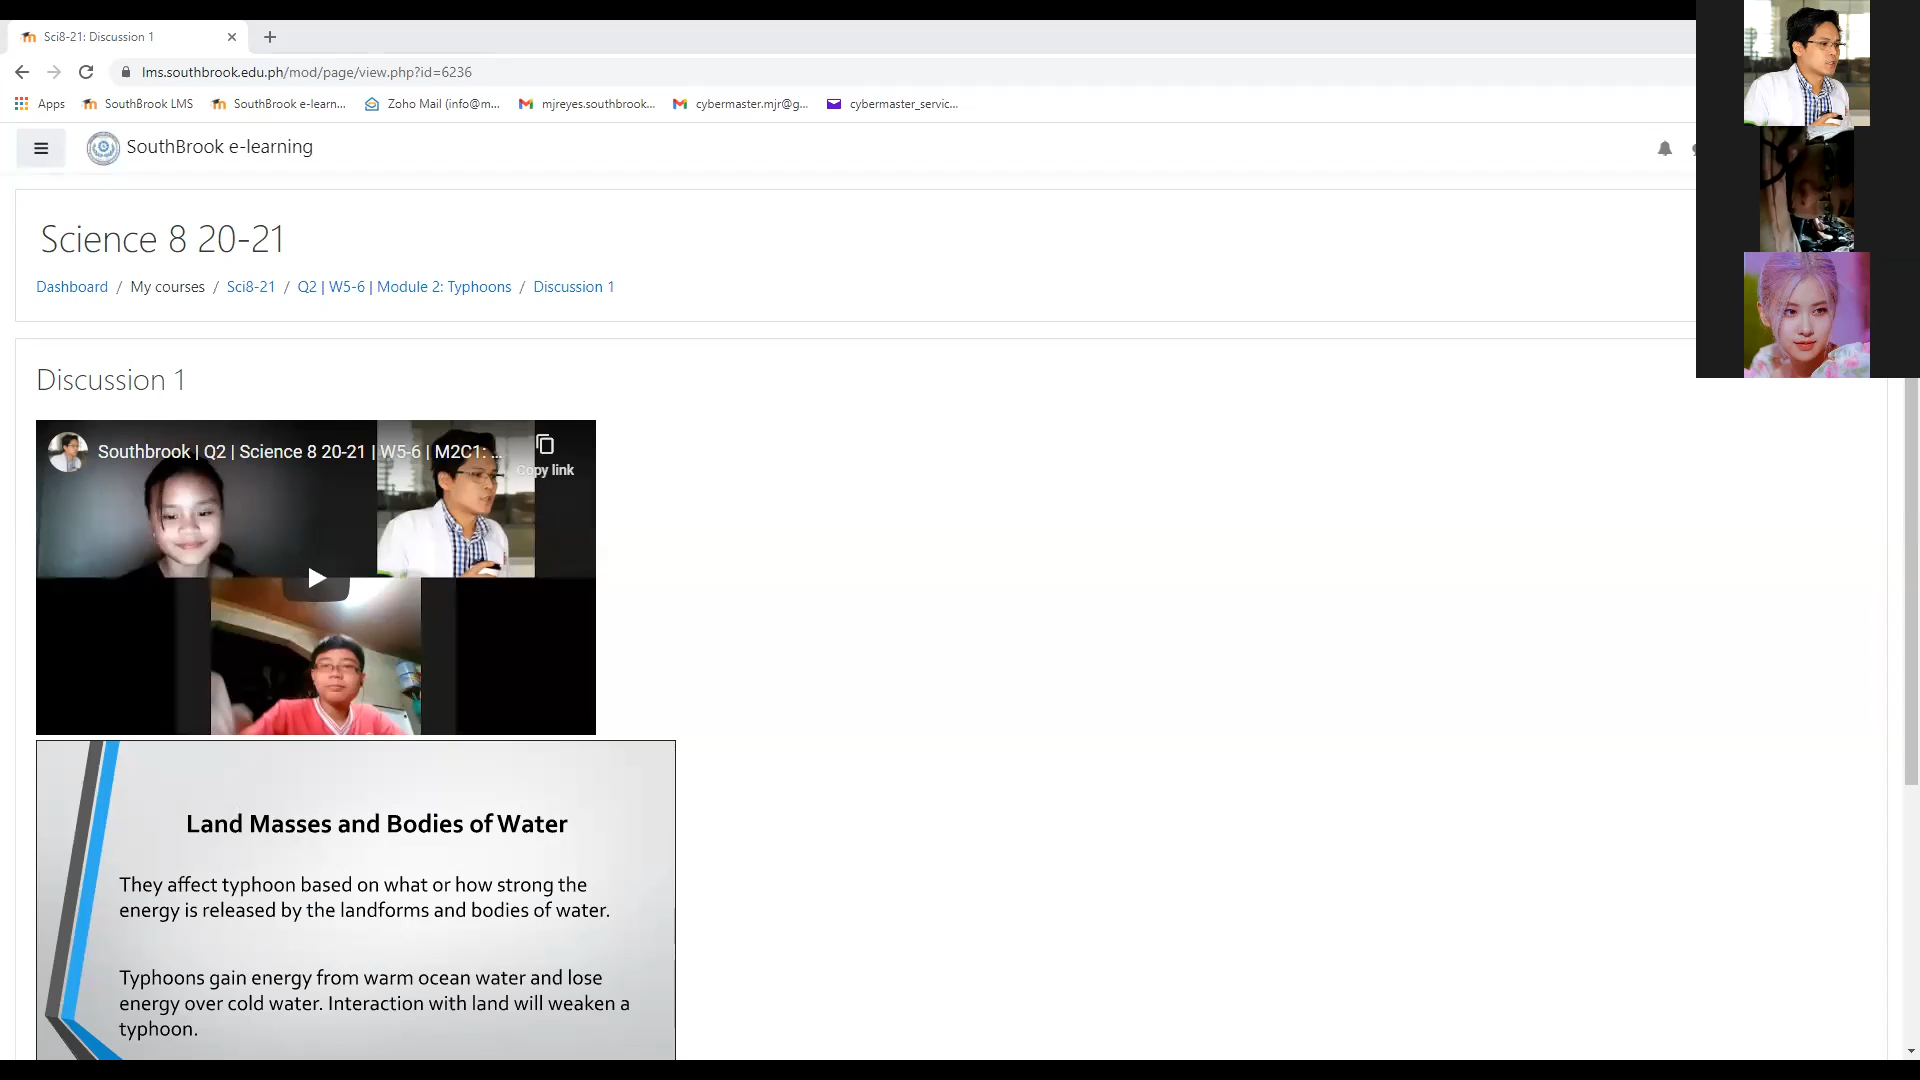 Sci8-21: Discussion 1
lms.southbrook.edu.ph/mod/page/view.php?id=6236
Apps SouthBrook LMS SouthBrook e-learn... Zoho Mail (info@m... mjreyes.southbrook... cybermaster.mjr@g... cybermaster_servic...
SouthBrook e-learning
Science 8 20-21
Dashboard / My courses / Sci8-21 / Q2 | W5-6 | Module 2: Typhoons / Discussion 1
Discussion 1
Southbrook | Q2 | Science 8 20-21 | W5-6 | M2C1: ...
Copy link
Land Masses and Bodies of Water
They affect typhoon based on what or how strong the
energy is released by the landforms and bodies of water.
Typhoons gain energy from warm ocean water and lose
energy over cold water. Interaction with land will weaken a
typhoon.